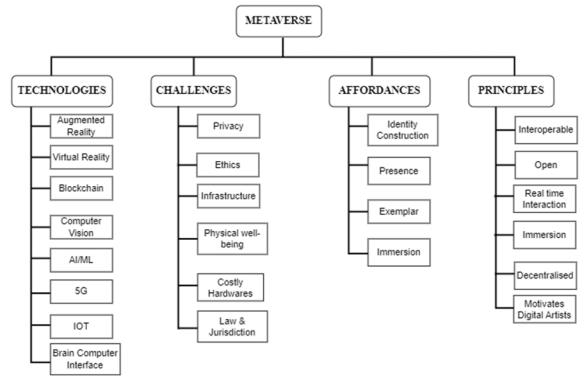 METAVERSE
TECHNOLOGIES
Augmented
Reality
Virtual Reality
Blockchain
Computer
Vision
AI/ML
5G
IOT
Brain Computer
Interface
CHALLENGES
Privacy
Ethics
Infrastructure
Physical well-
being
Costly
Hardwares
Law &
Jurisdiction
AFFORDANCES
Identity
Construction
Presence
Exemplar
Immersion
PRINCIPLES
Interoperable
Open
Real time
Interaction
Immersion
Decentralised
Motivates
Digital Artists